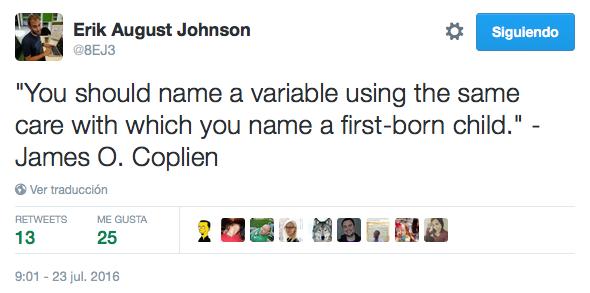 Erik August Johnson
@8EJ3
Siguiendo
"You should name a variable using the same
care with which you name a first-born child." -
James O. Coplien
Ver traducción
RETWEETS
13
ME GUSTA
25
9:01 - 23 jul. 2016